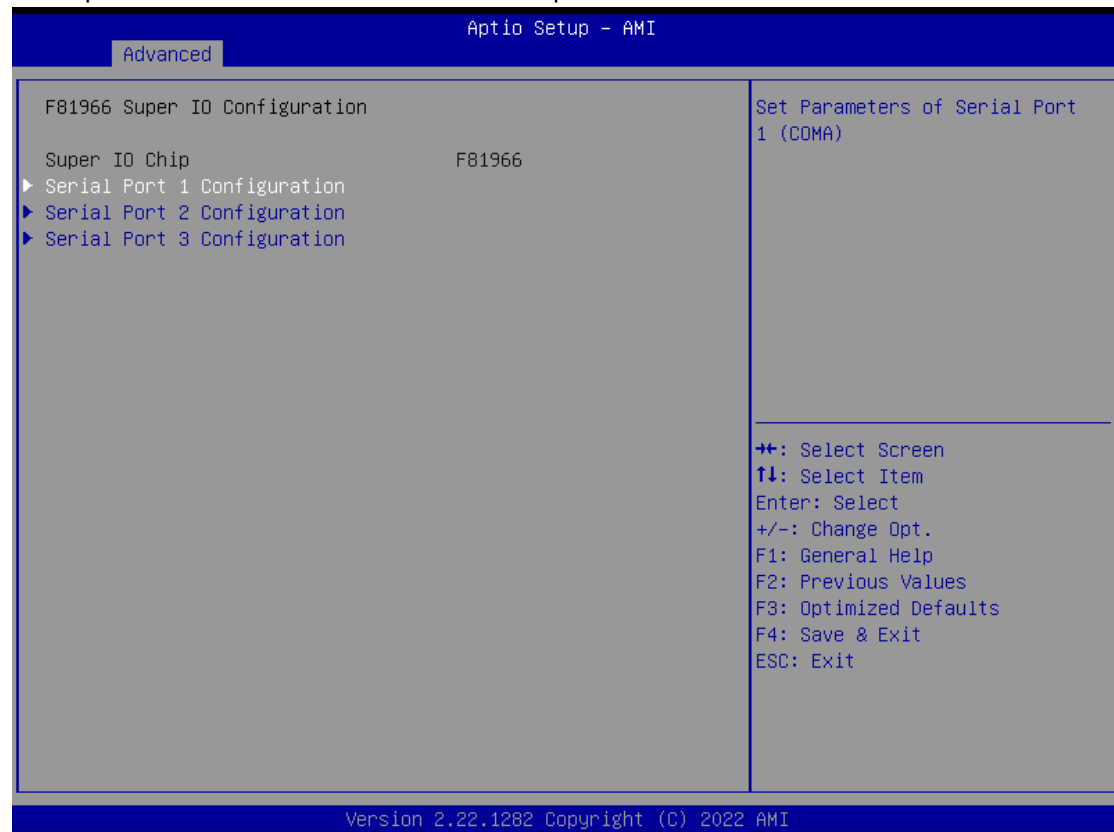 Aptio Setup – AMI
Advanced
F81966 Super IO Configuration
Super IO Chip F81966
▶ Serial Port 1 Configuration
▶ Serial Port 2 Configuration
▶ Serial Port 3 Configuration
Set Parameters of Serial Port
1 (COMA)
→←: Select Screen
↑↓: Select Item
Enter: Select
+/-: Change Opt.
F1: General Help
F2: Previous Values
F3: Optimized Defaults
F4: Save & Exit
ESC: Exit
Version 2.22.1282 Copyright (C) 2022 AMI